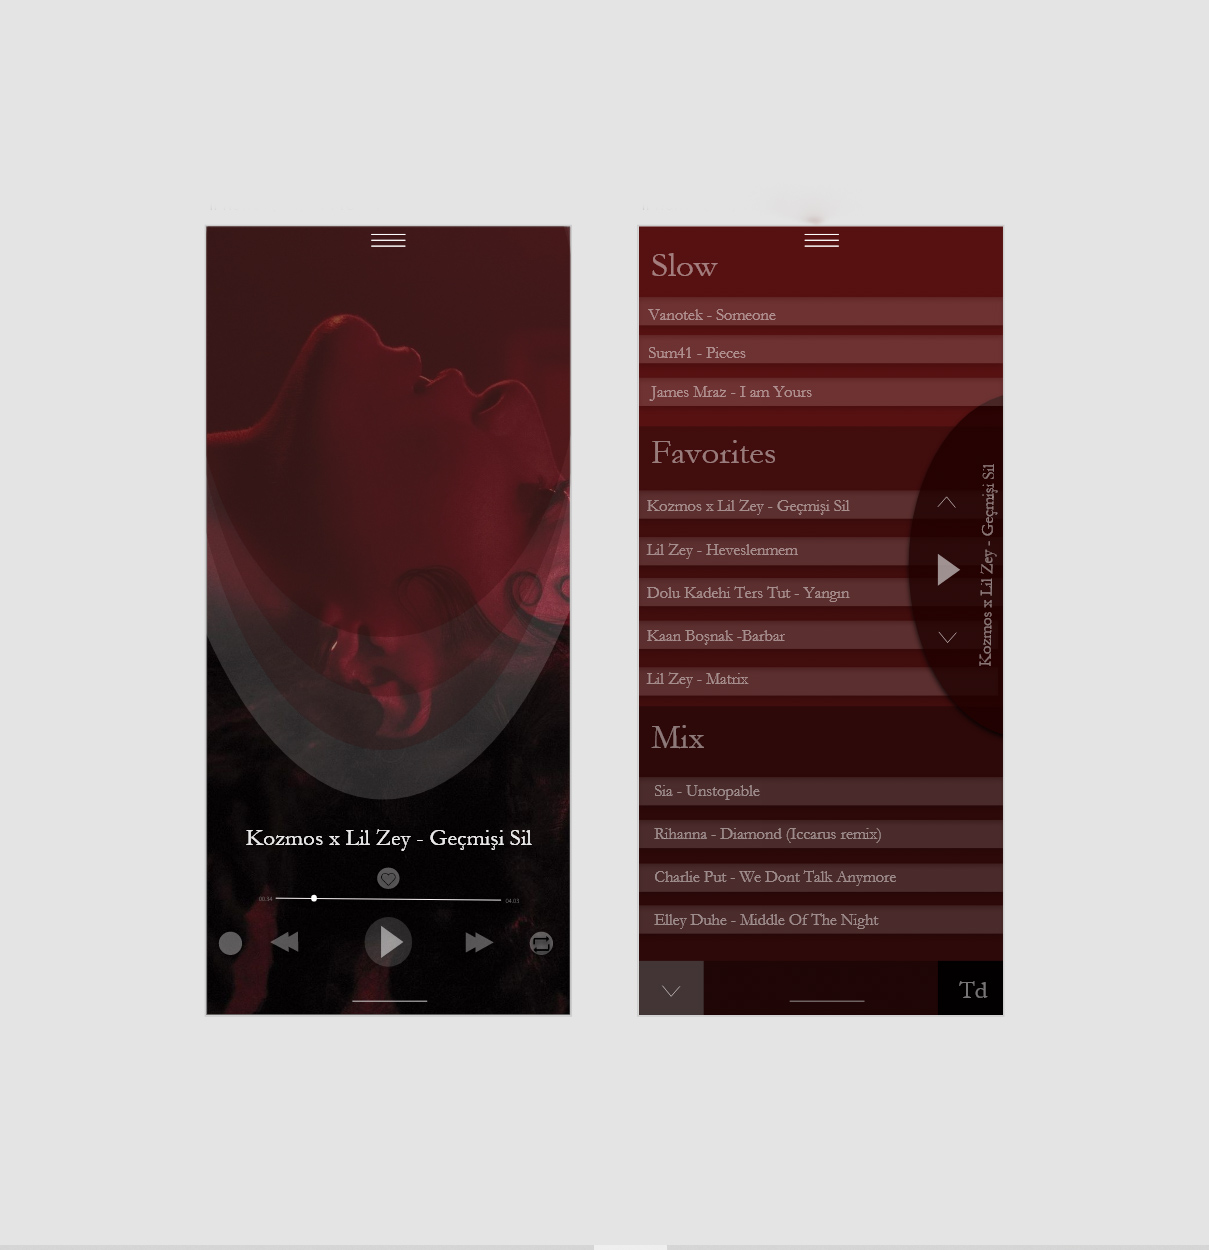 Kozmos x Lil Zey - Geçmişi Sil
00.34
04.03
Slow
Vanotek - Someone
Sum41 - Pieces
James Mraz - I am Yours
Favorites
Kozmos x Lil Zey - Geçmişi Sil
Lil Zey - Heveslenmem
Dolu Kadehi Ters Tut - Yangın
Kaan Boşnak -Barbar
Lil Zey - Matrix
Kozmos x Lil Zey - Geçmişi Sil
Mix
Sia - Unstopable
Rihanna - Diamond (Iccarus remix)
Charlie Put - We Dont Talk Anymore
Elley Duhe - Middle Of The Night
Td